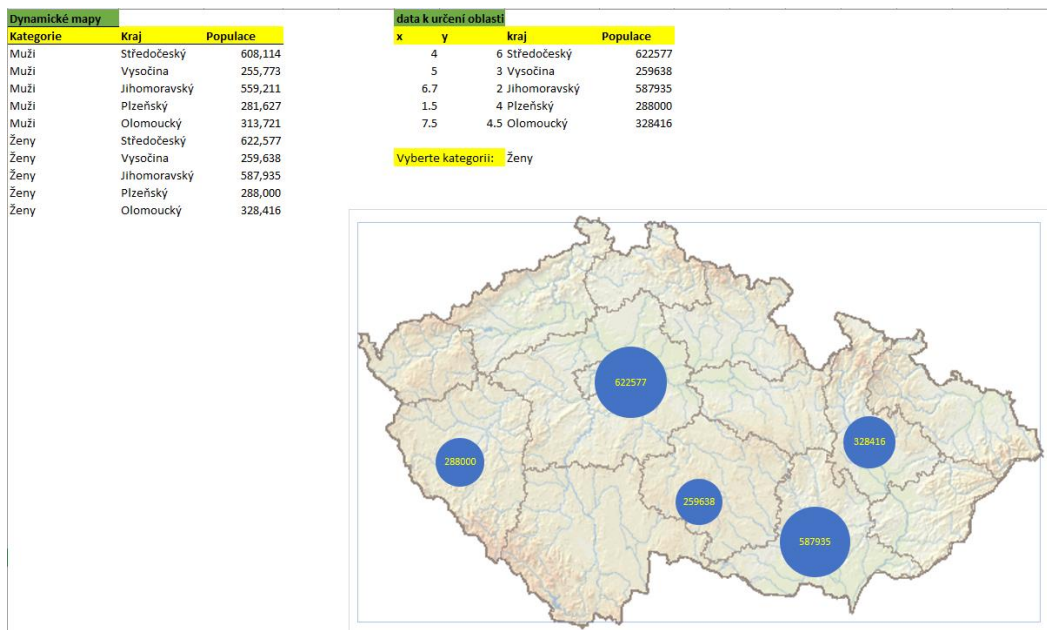 Dynamické mapy
Kategorie Kraj Populace
Muži Středočeský 608,114
Muži Vysočina 255,773
Muži Jihomoravský 559,211
Muži Plzeňský 281,627
Muži Olomoucký 313,721
Ženy Středočeský 622,577
Ženy Vysočina 259,638
Ženy Jihomoravský 587,935
Ženy Plzeňský 288,000
Ženy Olomoucký 328,416
data k určení oblasti
x y kraj Populace
4 6 Středočeský 622577
5 3 Vysočina 259638
6.7 2 Jihomoravský 587935
1.5 4 Plzeňský 288000
7.5 4.5 Olomoucký 328416
Vyberte kategorii: Ženy
622577
328416
288000
259638
587935